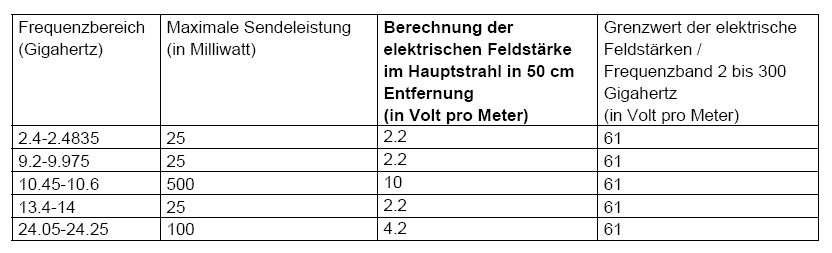 Frequenzbereich
(Gigahertz)
Maximale Sendeleistung
(in Milliwatt)
Berechnung der
elektrischen Feldstärke
im Hauptstrahl in 50 cm
Entfernung
(in Volt pro Meter)
Grenzwert der elektrische
Feldstärken /
Frequenzband 2 bis 300
Gigahertz
(in Volt pro Meter)
2.4-2.4835 25 2.2 61
9.2-9.975 25 2.2 61
10.45-10.6 500 10 61
13.4-14 25 2.2 61
24.05-24.25 100 4.2 61